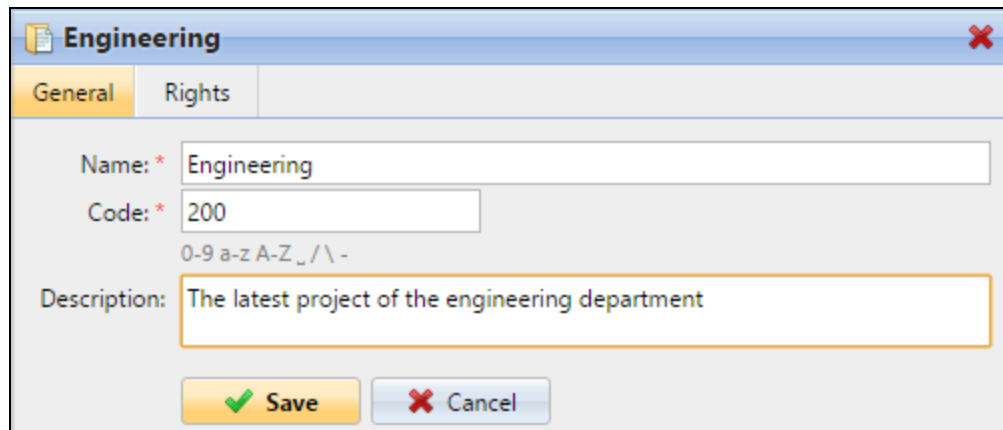 Engineering
General Rights
Name: * Engineering
Code: * 200
0-9 a-z A-Z ˽ / \ -
Description: The latest project of the engineering department
Save Cancel